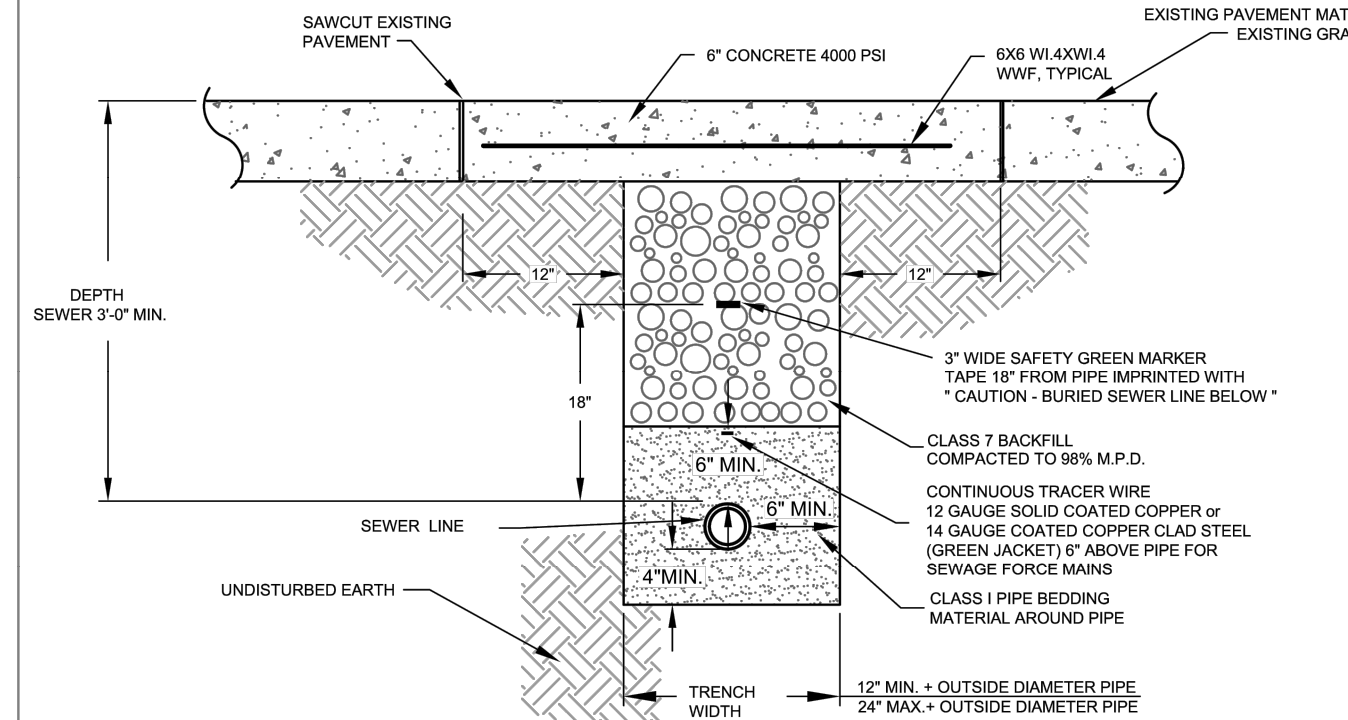 SAWCUT EXISTING
PAVEMENT
6" CONCRETE 4000 PSI
6X6 WI.4XWI.4
WWF, TYPICAL
EXISTING PAVEMENT MAT
EXISTING GRA
12"
12"
DEPTH
SEWER 3'-0" MIN.
18"
3" WIDE SAFETY GREEN MARKER
TAPE 18" FROM PIPE IMPRINTED WITH
" CAUTION - BURIED SEWER LINE BELOW "
CLASS 7 BACKFILL
COMPACTED TO 98% M.P.D.
6" MIN.
CONTINUOUS TRACER WIRE
12 GAUGE SOLID COATED COPPER or
14 GAUGE COATED COPPER CLAD STEEL
(GREEN JACKET) 6" ABOVE PIPE FOR
SEWAGE FORCE MAINS
6" MIN.
SEWER LINE
4"MIN.
UNDISTURBED EARTH
CLASS I PIPE BEDDING
MATERIAL AROUND PIPE
TRENCH
WIDTH
12" MIN. + OUTSIDE DIAMETER PIPE
24" MAX.+ OUTSIDE DIAMETER PIPE